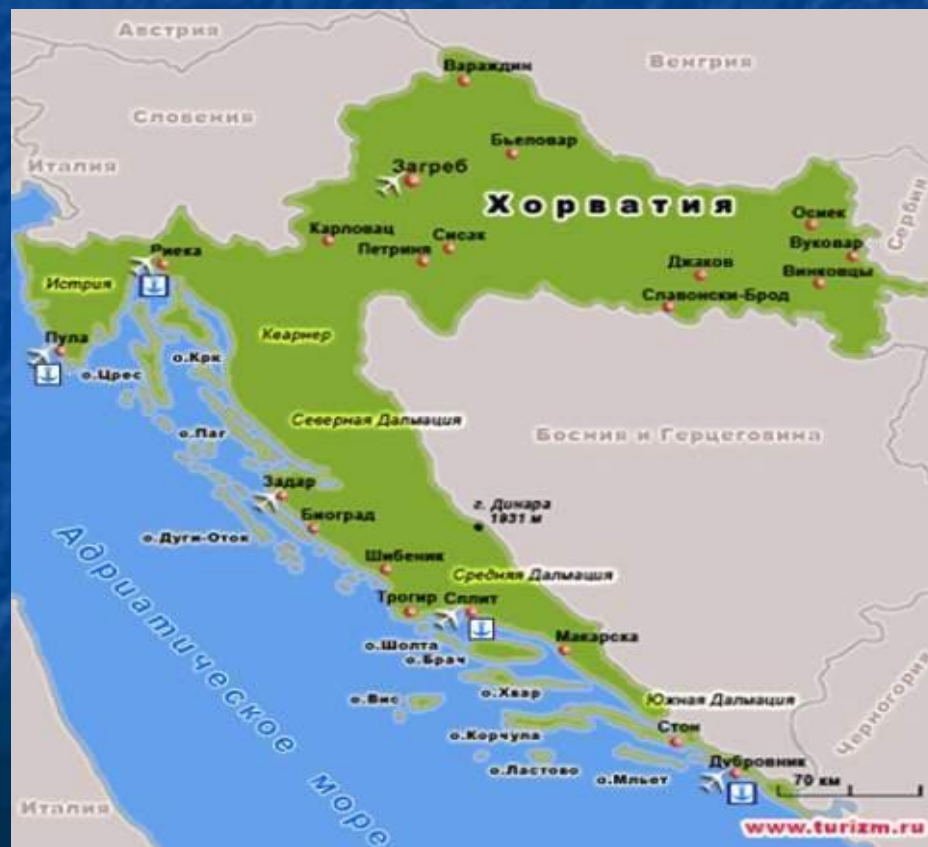 Австрия
Венгрия
Вараждин
Словения
Бьеловар
Италия
Загреб
Хорватия
Сербия
Осиек
Карловац
Сисак
Вуковар
Петриня
Риека
Джаков
Винковцы
Истрия
Славонски-Брод
Кварнер
Пула
о.Крк
о.Црес
Северная Далмация
о.Паг
Босния и Герцеговина
Задар
г. Динара
1931 м
Биоград
о.Дуги-Оток
Шибеник
Средняя Далмация
Трогир
Сплит
Адриатическое море
о.Шолта
Макарска
о.Брач
о.Хвар
о.Вис
Южная Далмация
Черногория
о.Корчула
Стон
о.Ластово
Дубровник
о.Мльет
70 км
Италия
www.turizm.ru